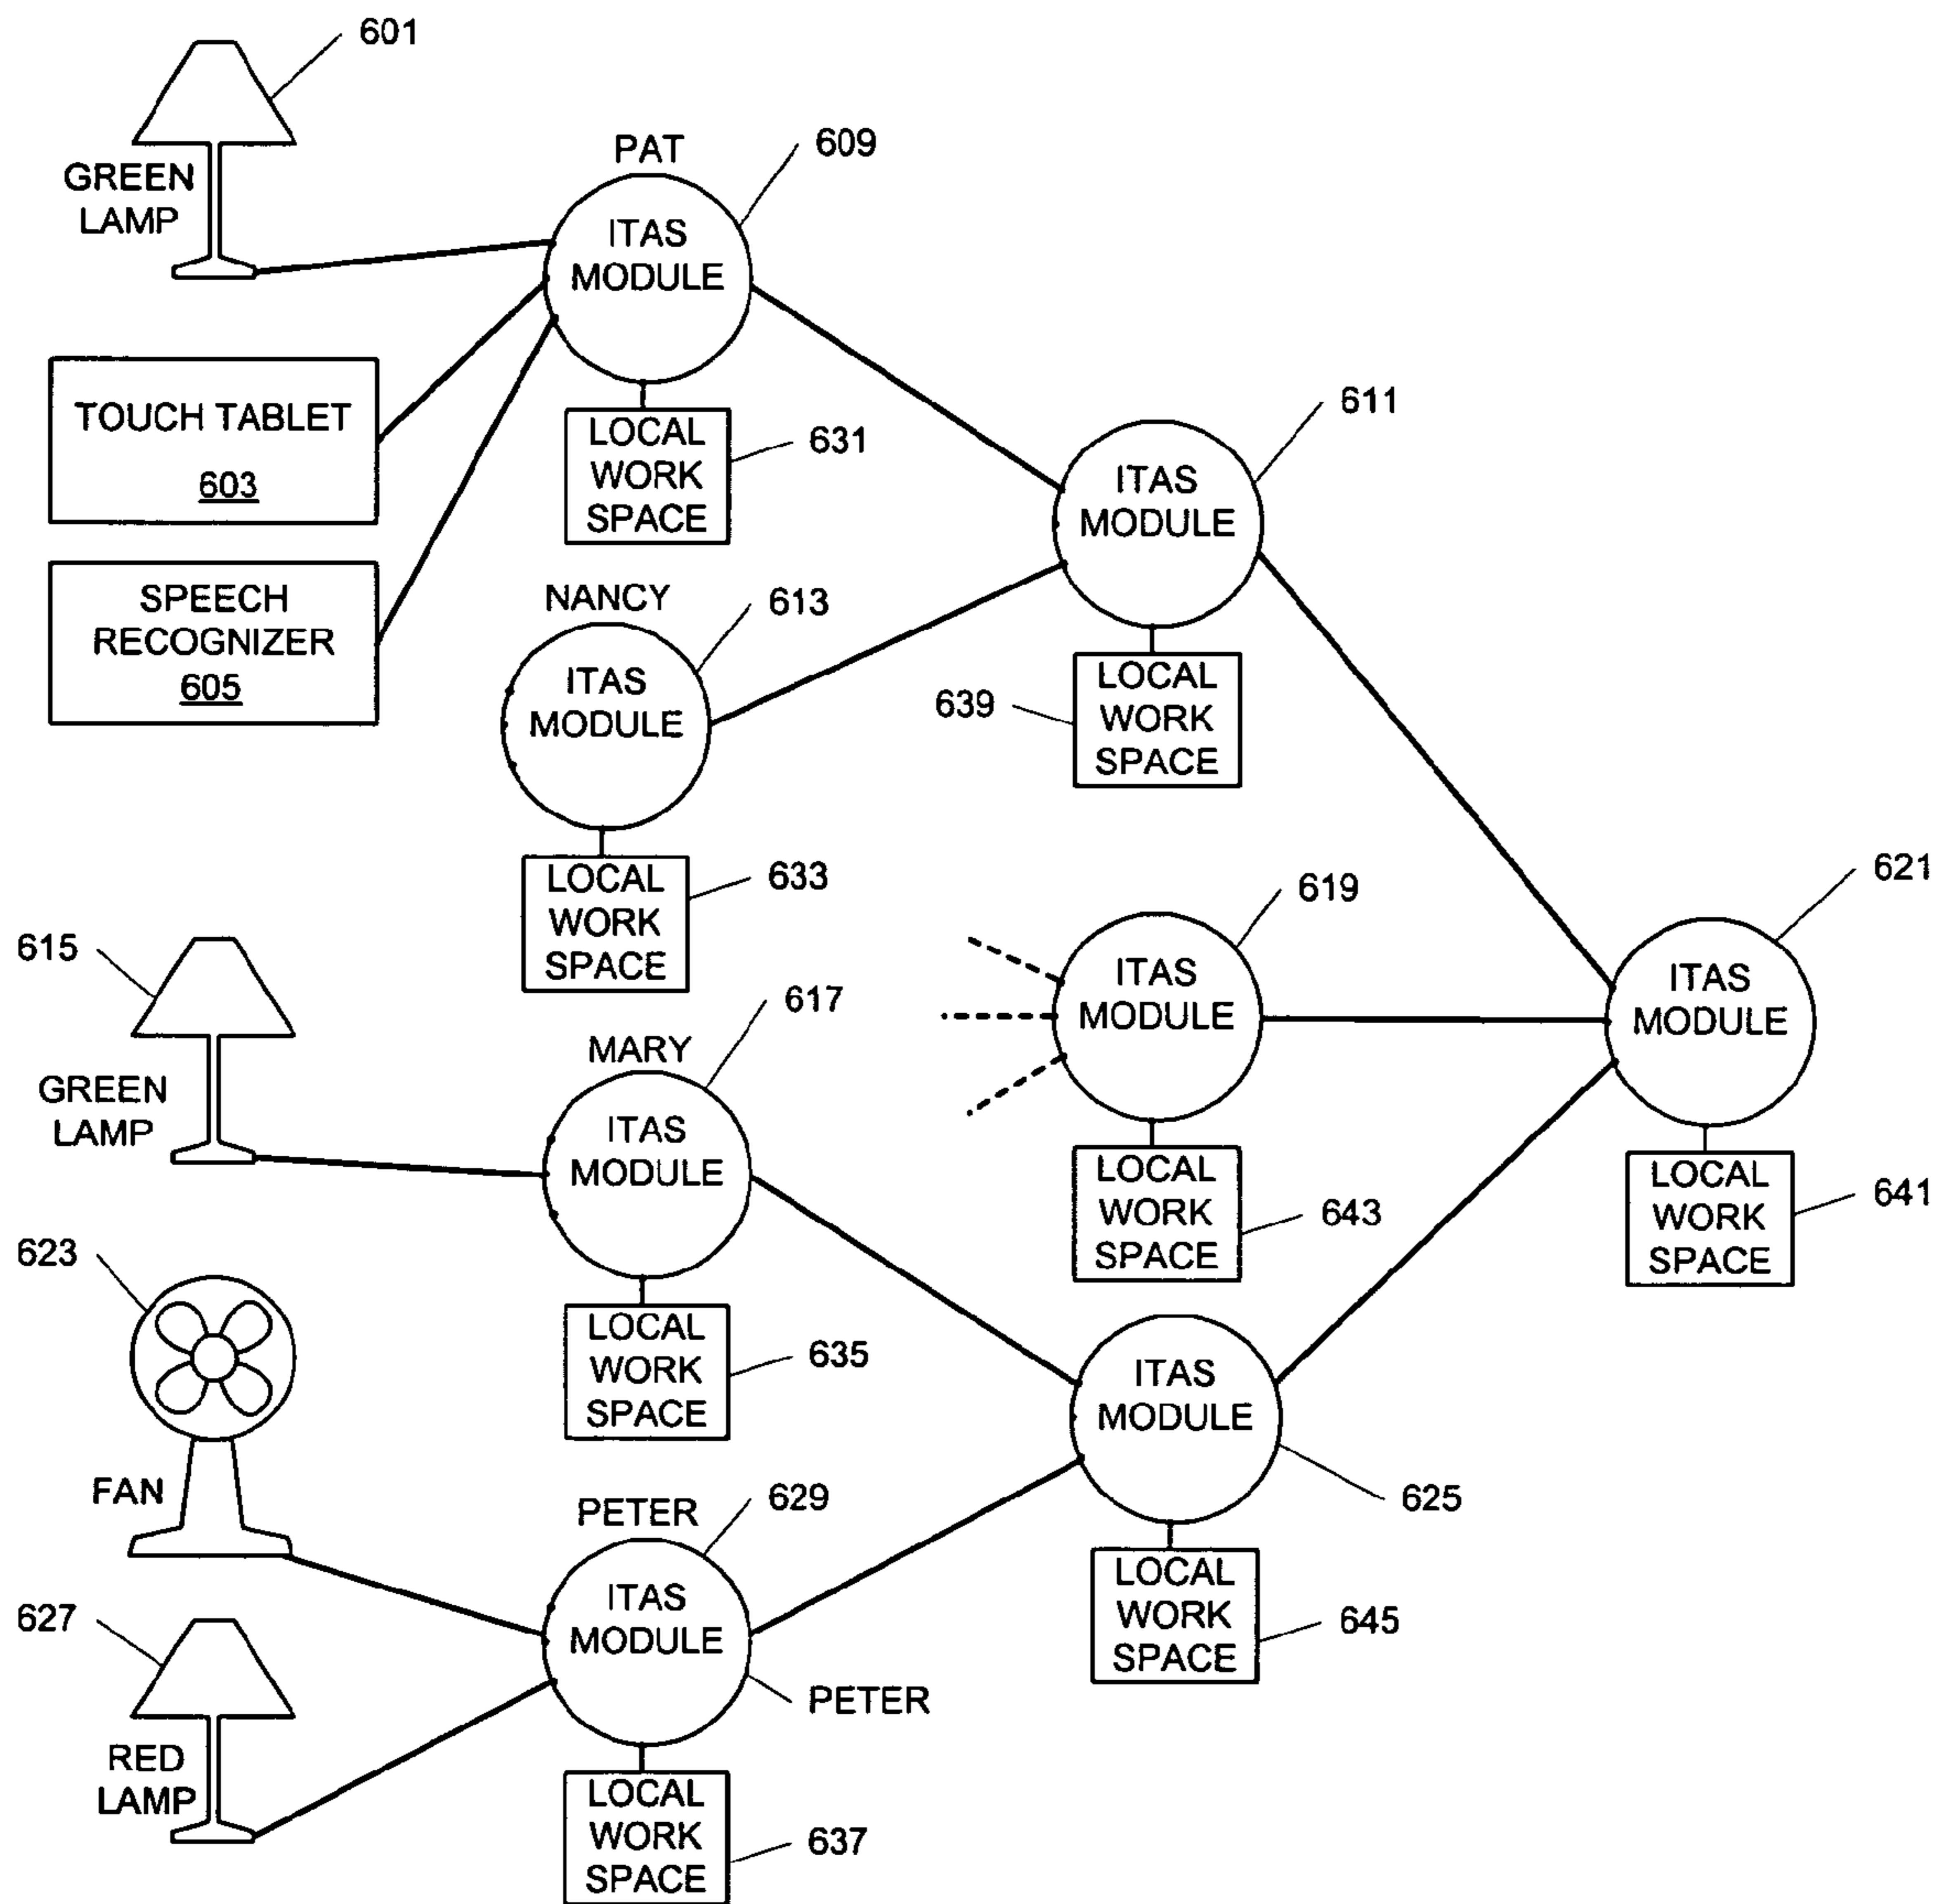 601
GREEN
LAMP
PAT
609
ITAS
MODULE
TOUCH TABLET
603
LOCAL
WORK
SPACE
631
611
ITAS
MODULE
SPEECH
RECOGNIZER
605
NANCY
613
ITAS
MODULE
LOCAL
WORK
SPACE
639
LOCAL
WORK
SPACE
633
619
ITAS
MODULE
621
ITAS
MODULE
615
GREEN
LAMP
MARY
617
ITAS
MODULE
LOCAL
WORK
SPACE
643
LOCAL
WORK
SPACE
641
623
FAN
LOCAL
WORK
SPACE
635
ITAS
MODULE
625
PETER
629
ITAS
MODULE
PETER
LOCAL
WORK
SPACE
645
627
RED
LAMP
LOCAL
WORK
SPACE
637